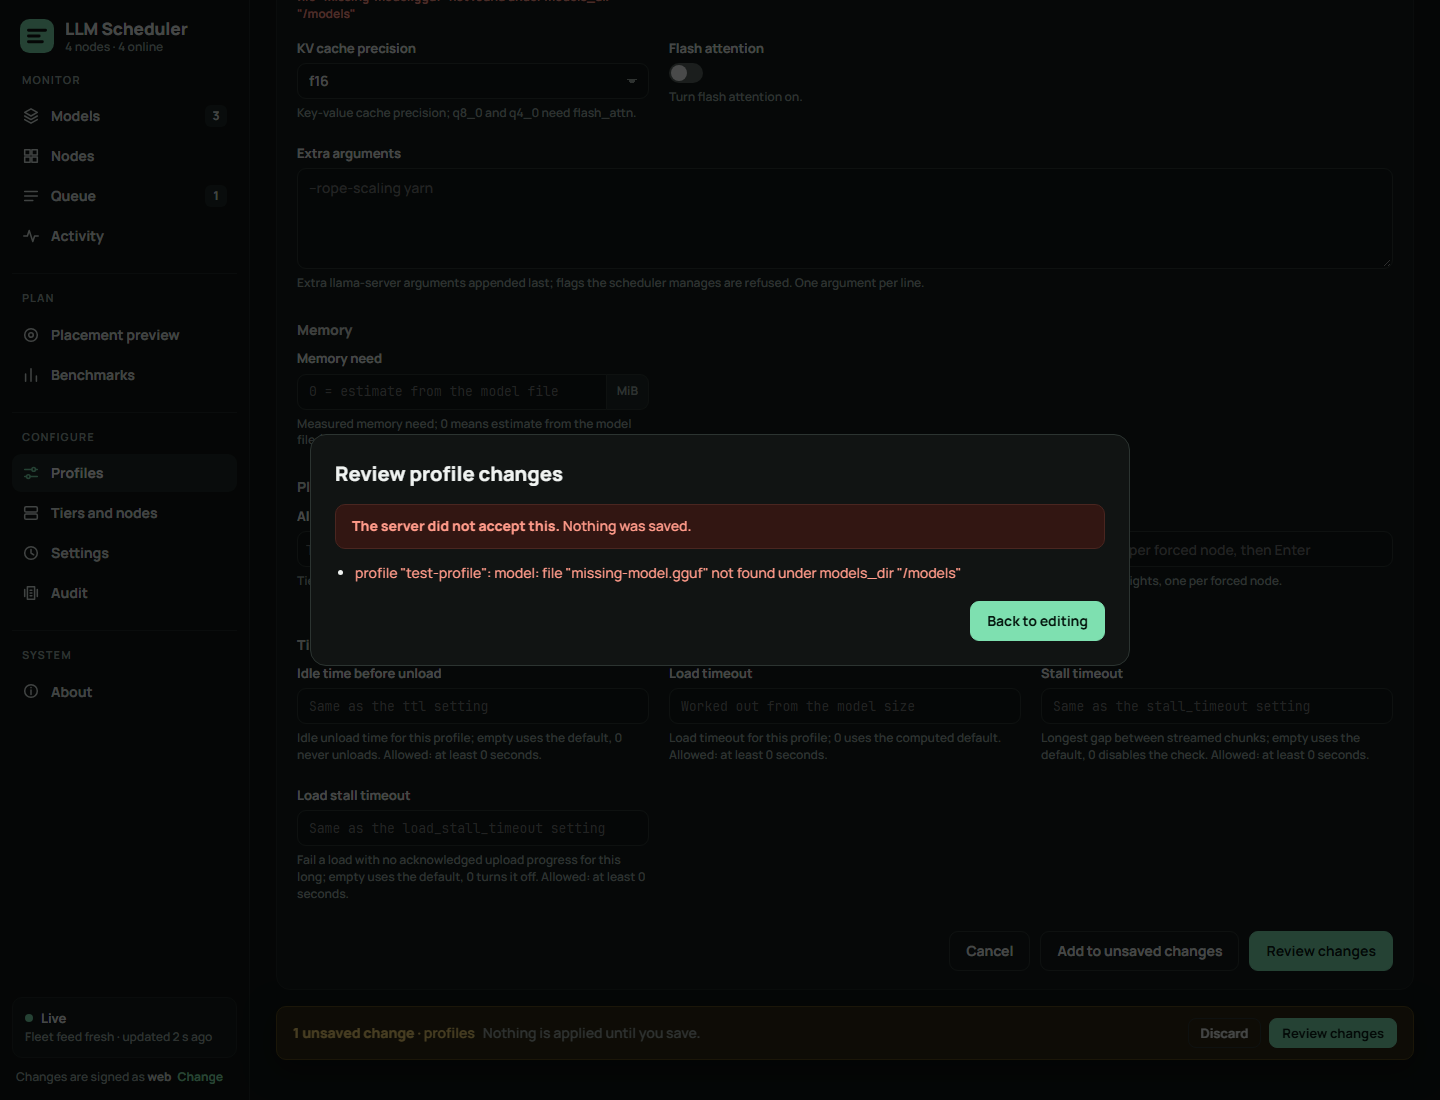 LLM Scheduler
4 nodes · 4 online
MONITOR
Models 3
Nodes
Queue 1
Activity
PLAN
Placement preview
Benchmarks
CONFIGURE
Profiles
Tiers and nodes
Settings
Audit
SYSTEM
About
Live
Fleet feed fresh · updated 2 s ago
Changes are signed as web Change
"/models"
KV cache precision
f16
Key-value cache precision; q8_0 and q4_0 need flash_attn.
Flash attention
Turn flash attention on.
Extra arguments
--rope-scaling yarn
Extra llama-server arguments appended last; flags the scheduler manages are refused. One argument per line.
Memory
Memory need
0 = estimate from the model file MiB
Measured memory need; 0 means estimate from the model
file
Review profile changes
The server did not accept this. Nothing was saved.
profile "test-profile": model: file "missing-model.gguf" not found under models_dir "/models"
Back to editing
per forced node, then Enter
ights, one per forced node.
Idle time before unload
Same as the ttl setting
Idle unload time for this profile; empty uses the default, 0
never unloads. Allowed: at least 0 seconds.
Load timeout
Worked out from the model size
Load timeout for this profile; 0 uses the computed default.
Allowed: at least 0 seconds.
Stall timeout
Same as the stall_timeout setting
Longest gap between streamed chunks; empty uses the
default, 0 disables the check. Allowed: at least 0 seconds.
Load stall timeout
Same as the load_stall_timeout setting
Fail a load with no acknowledged upload progress for this
long; empty uses the default, 0 turns it off. Allowed: at least 0
seconds.
Cancel
Add to unsaved changes
Review changes
1 unsaved change · profiles Nothing is applied until you save.
Discard
Review changes